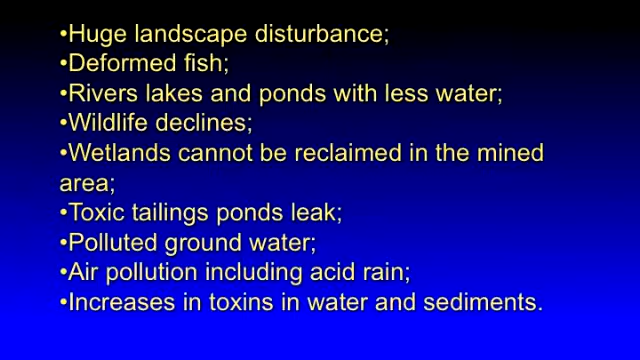 •Huge landscape disturbance;
•Deformed fish;
•Rivers lakes and ponds with less water;
•Wildlife declines;
•Wetlands cannot be reclaimed in the mined
area;
•Toxic tailings ponds leak;
•Polluted ground water;
•Air pollution including acid rain;
•Increases in toxins in water and sediments.